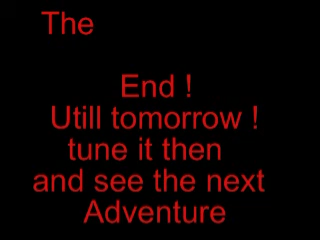 The
End !
Utill tomorrow !
tune it then
and see the next
Adventure